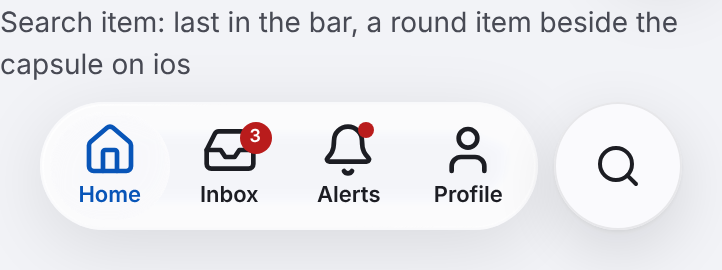 Search item: last in the bar, a round item beside the
capsule on ios
3
Home Inbox Alerts Profile